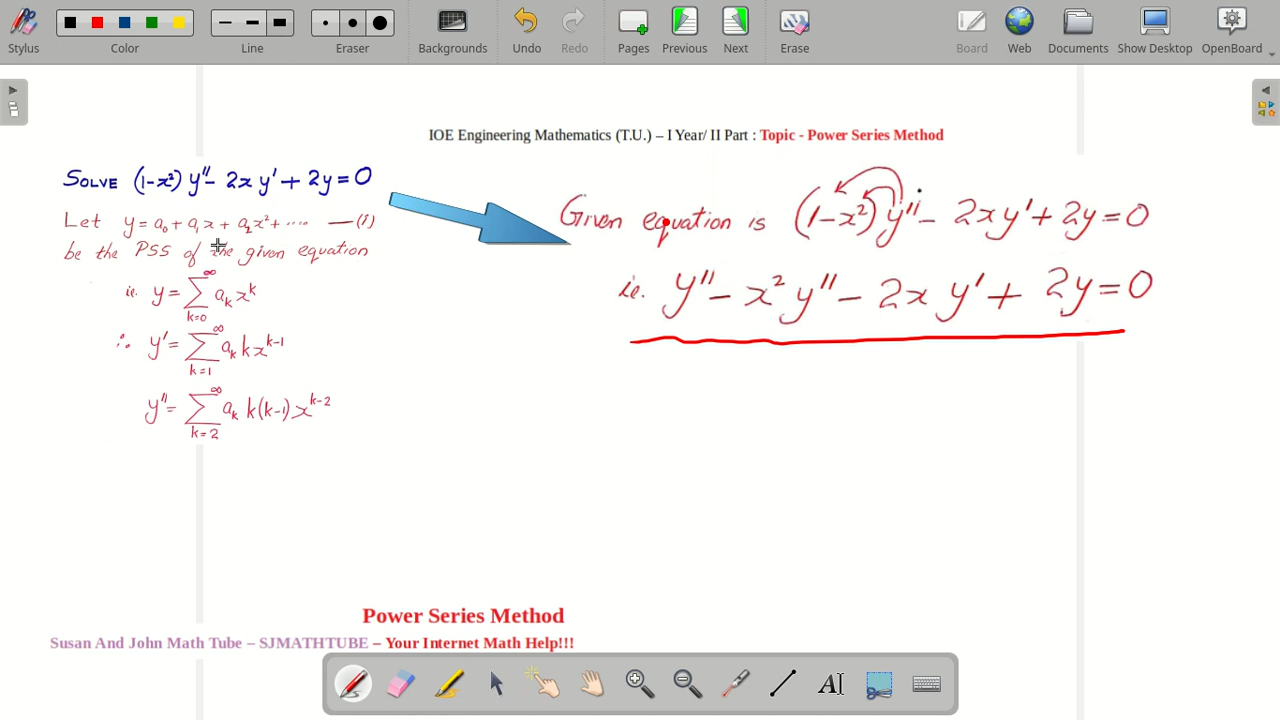 Stylus Color Line Eraser Backgrounds Undo Redo Pages Previous Next Erase Board Web Documents Show Desktop OpenBoard
IOE Engineering Mathematics (T.U.) – I Year/ II Part : Topic - Power Series Method
SOLVE (1-x²) y'' - 2x y' + 2y = 0
Let y = a₀ + a₁x + a₂x² + .... —(1)
be the PSS of the given equation
ie. y = ∑_{k=0}^{∞} a_k x^k
∴ y' = ∑_{k=1}^{∞} a_k k x^{k-1}
y'' = ∑_{k=2}^{∞} a_k k(k-1) x^{k-2}
Given equation is (1-x²) y'' - 2xy' + 2y = 0
ie. y'' - x² y'' - 2x y' + 2y = 0
Power Series Method
Susan And John Math Tube – SJMATHTUBE – Your Internet Math Help!!!